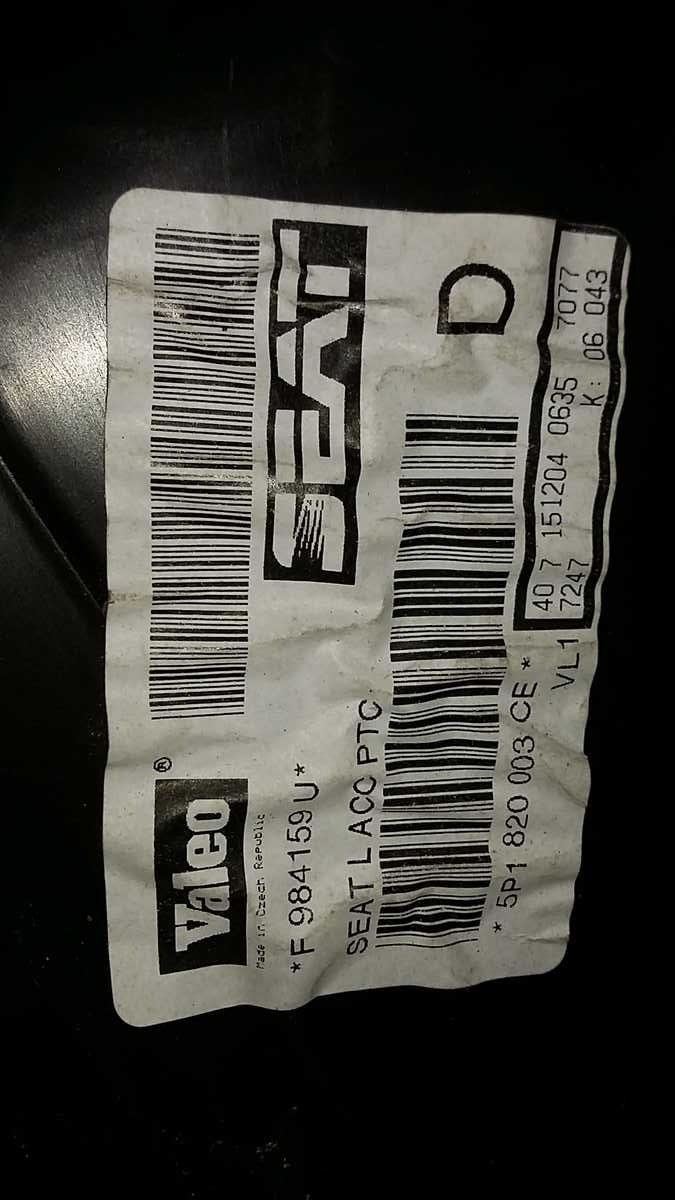 Valeo ®
Made in Czech Republic
SEAT
*F 984159U*
SEAT L ACC PTC
D
* 5P1 820 003 CE *
VL1
40 7 151204 0635 7077
7247 K: 06 043